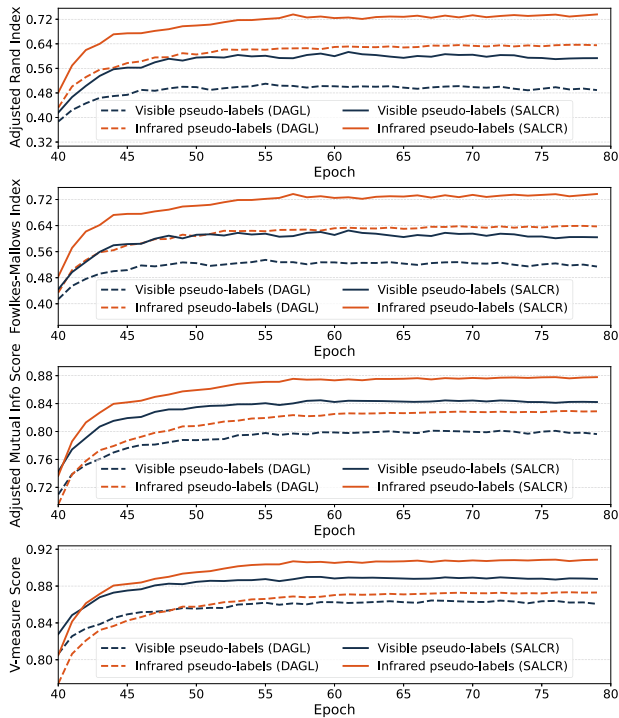 Adjusted Rand Index
0.72
0.64
0.56
0.48
0.40
0.32
Visible pseudo-labels (DAGL) Visible pseudo-labels (SALCR)
Infrared pseudo-labels (DAGL) Infrared pseudo-labels (SALCR)
40 45 50 55 60 65 70 75 80
Epoch
Fowlkes-Mallows Index
0.72
0.64
0.56
0.48
0.40
Visible pseudo-labels (DAGL) Visible pseudo-labels (SALCR)
Infrared pseudo-labels (DAGL) Infrared pseudo-labels (SALCR)
40 45 50 55 60 65 70 75 80
Epoch
Adjusted Mutual Info Score
0.88
0.84
0.80
0.76
0.72
Visible pseudo-labels (DAGL) Visible pseudo-labels (SALCR)
Infrared pseudo-labels (DAGL) Infrared pseudo-labels (SALCR)
40 45 50 55 60 65 70 75 80
Epoch
V-measure Score
0.92
0.88
0.84
0.80
Visible pseudo-labels (DAGL) Visible pseudo-labels (SALCR)
Infrared pseudo-labels (DAGL) Infrared pseudo-labels (SALCR)
40 45 50 55 60 65 70 75 80
Epoch